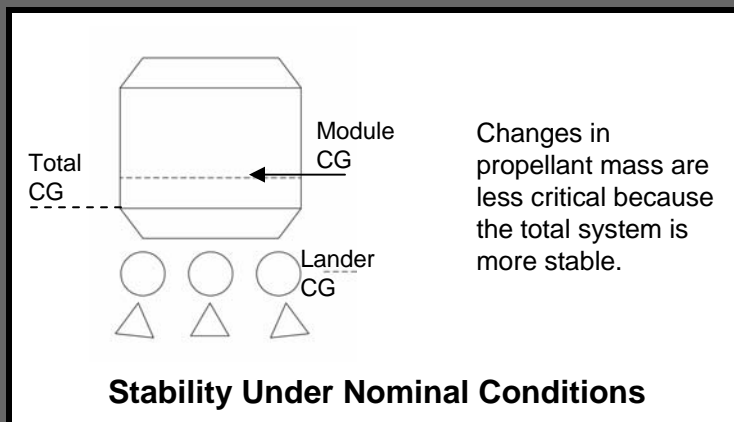 Module
CG
Total
CG
Changes in
propellant mass are
less critical because
the total system is
more stable.
Lander
CG
Stability Under Nominal Conditions